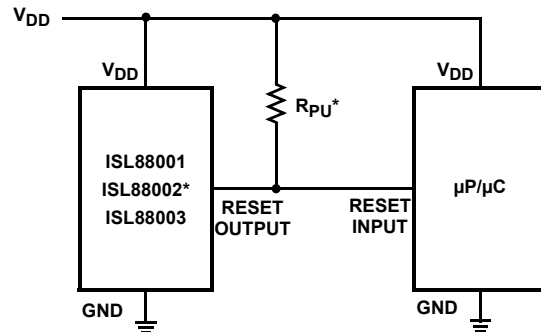 VDD
VDD
VDD
RPU*
ISL88001
ISL88002*
ISL88003
µP/µC
RESET
OUTPUT
RESET
INPUT
GND
GND